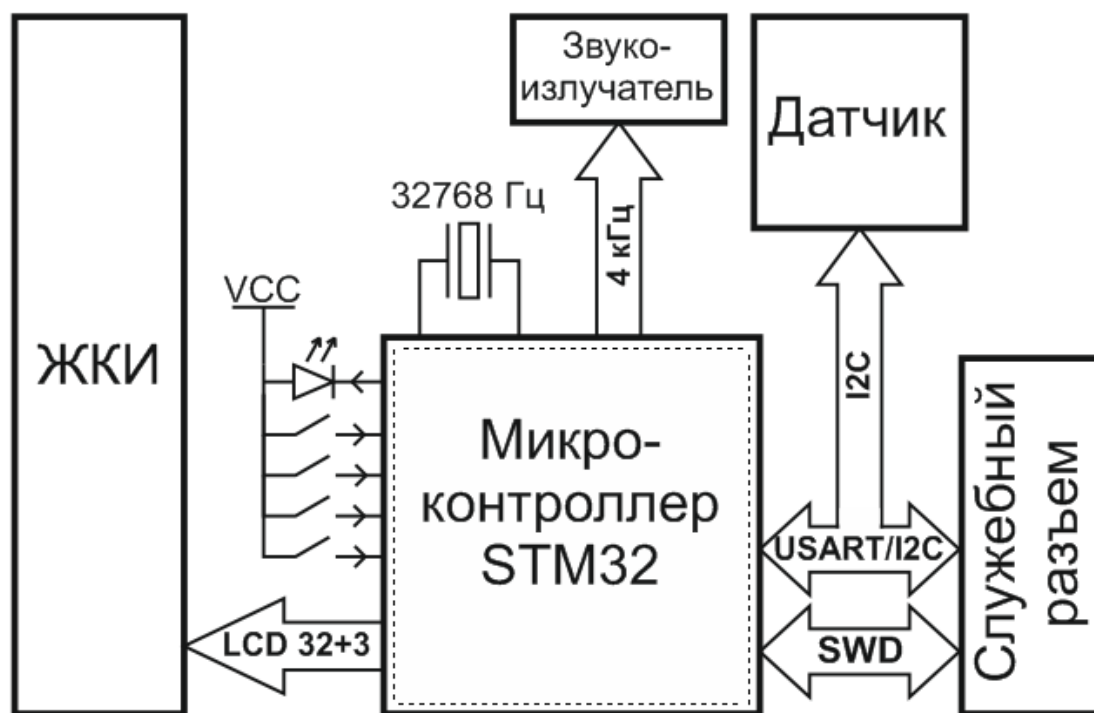 Звуко-
излучатель
Датчик
32768 Гц
4 кГц
VCC
ЖКИ
I2C
Микро-
контроллер
STM32
USART/I2C
Служебный
разъем
LCD 32+3
SWD